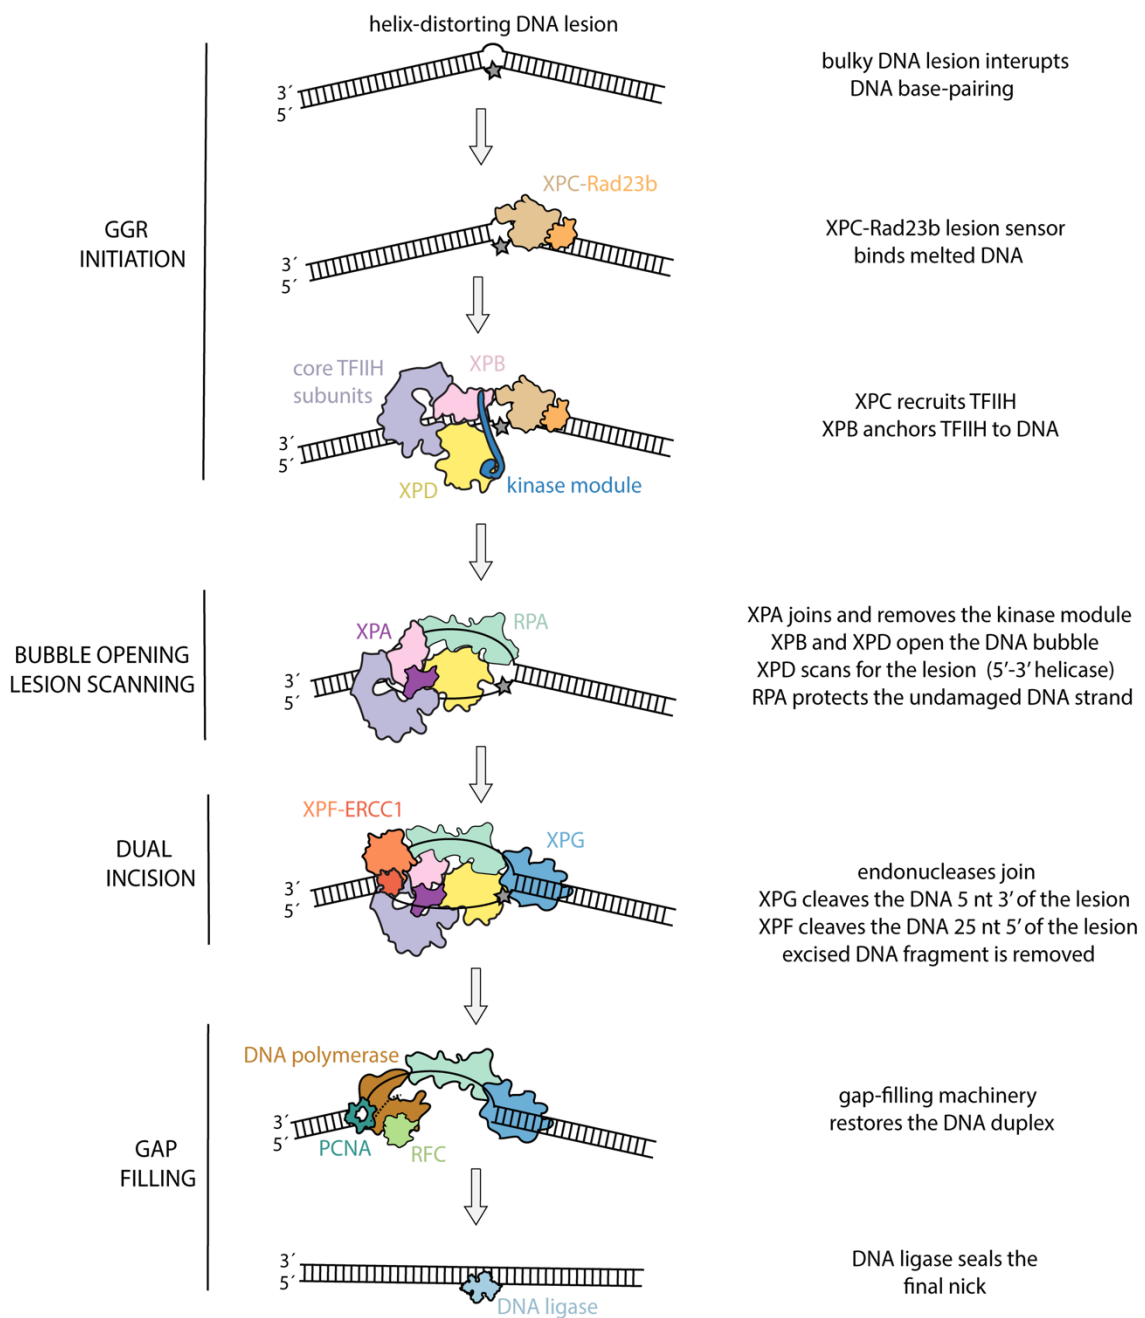 helix-distorting DNA lesion
bulky DNA lesion interupts
DNA base-pairing
3´
5´
GGR
INITIATION
XPC-Rad23b
XPC-Rad23b lesion sensor
binds melted DNA
3´
5´
core TFIIH
subunits
XPB
XPC recruits TFIIH
XPB anchors TFIIH to DNA
3´
5´
XPD
kinase module
BUBBLE OPENING
LESION SCANNING
XPA
RPA
XPA joins and removes the kinase module
XPB and XPD open the DNA bubble
XPD scans for the lesion (5’-3’ helicase)
RPA protects the undamaged DNA strand
3´
5´
DUAL
INCISION
XPF-ERCC1
XPG
endonucleases join
XPG cleaves the DNA 5 nt 3’ of the lesion
XPF cleaves the DNA 25 nt 5’ of the lesion
excised DNA fragment is removed
3´
5´
GAP
FILLING
DNA polymerase
gap-filling machinery
restores the DNA duplex
3´
5´
PCNA
RFC
3´
5´
DNA ligase
DNA ligase seals the
final nick